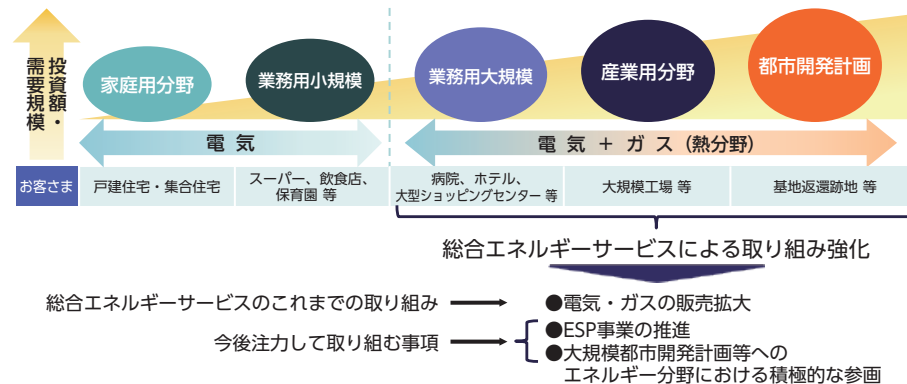 投資額・
需要規模
家庭用分野
業務用小規模
業務用大規模
産業用分野
都市開発計画
電 気
電 気 + ガ ス (熱分野)
お客さま
戸建住宅・集合住宅
スーパー、飲食店、
保育園 等
病院、ホテル、
大型ショッピングセンター 等
大規模工場 等
基地返還跡地 等
総合エネルギーサービスによる取り組み強化
総合エネルギーサービスのこれまでの取り組み
●電気・ガスの販売拡大
今後注力して取り組む事項
●ESP事業の推進
●大規模都市開発計画等への
エネルギー分野における積極的な参画